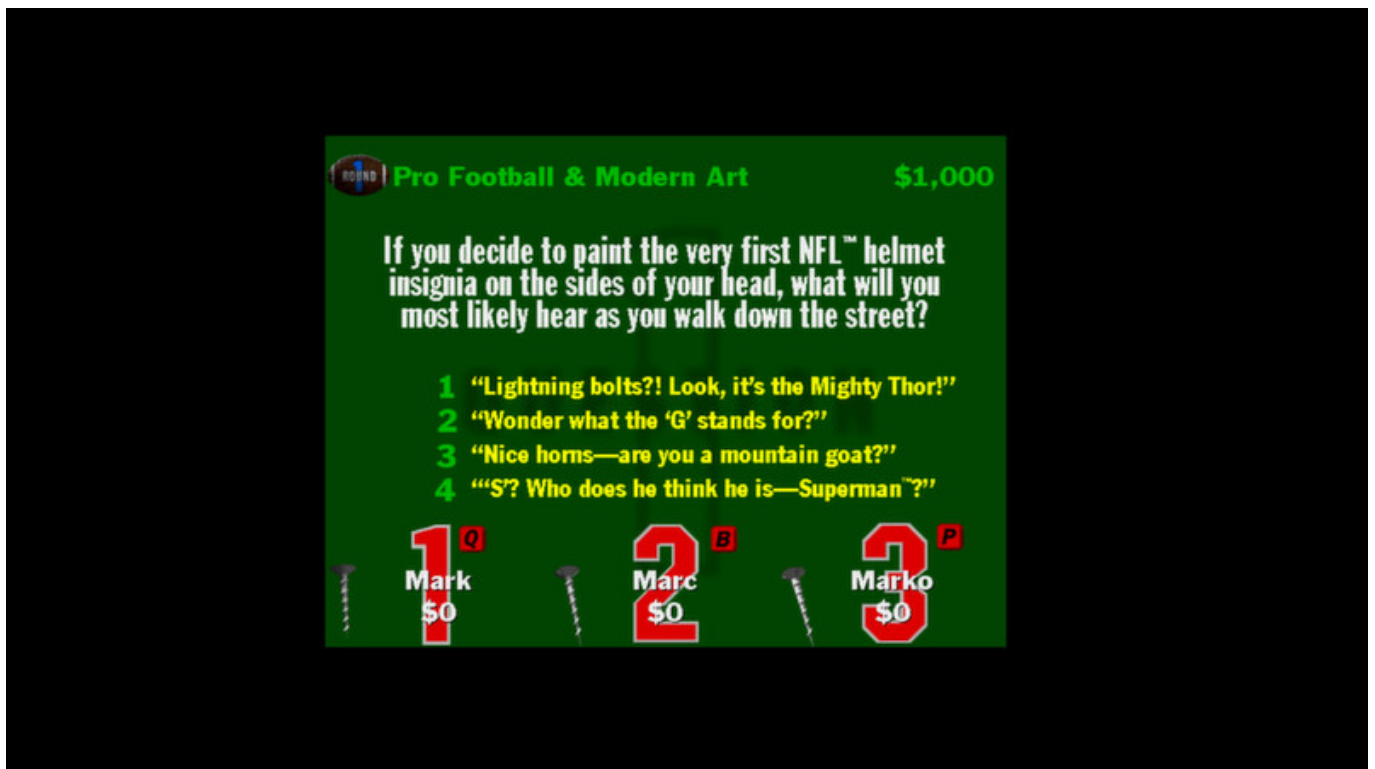 ROUND 1 Pro Football & Modern Art $1,000
If you decide to paint the very first NFL™ helmet
insignia on the sides of your head, what will you
most likely hear as you walk down the street?
1 “Lightning bolts?! Look, it’s the Mighty Thor!”
2 “Wonder what the ‘G’ stands for?”
3 “Nice horns—are you a mountain goat?”
4 “‘S’? Who does he think he is—Superman™?”
1 Q 2 B 3 P
Mark Marc Marko
$0 $0 $0